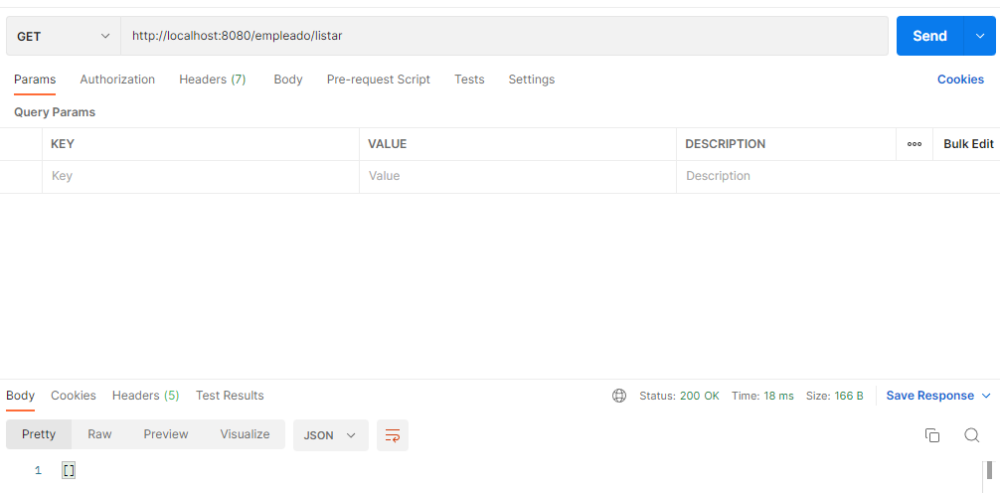 GET http://localhost:8080/empleado/listar Send
Params Authorization Headers (7) Body Pre-request Script Tests Settings Cookies
Query Params
KEY VALUE DESCRIPTION ooo Bulk Edit
Key Value Description
Body Cookies Headers (5) Test Results Status: 200 OK Time: 18 ms Size: 166 B Save Response
Pretty Raw Preview Visualize JSON
1 []